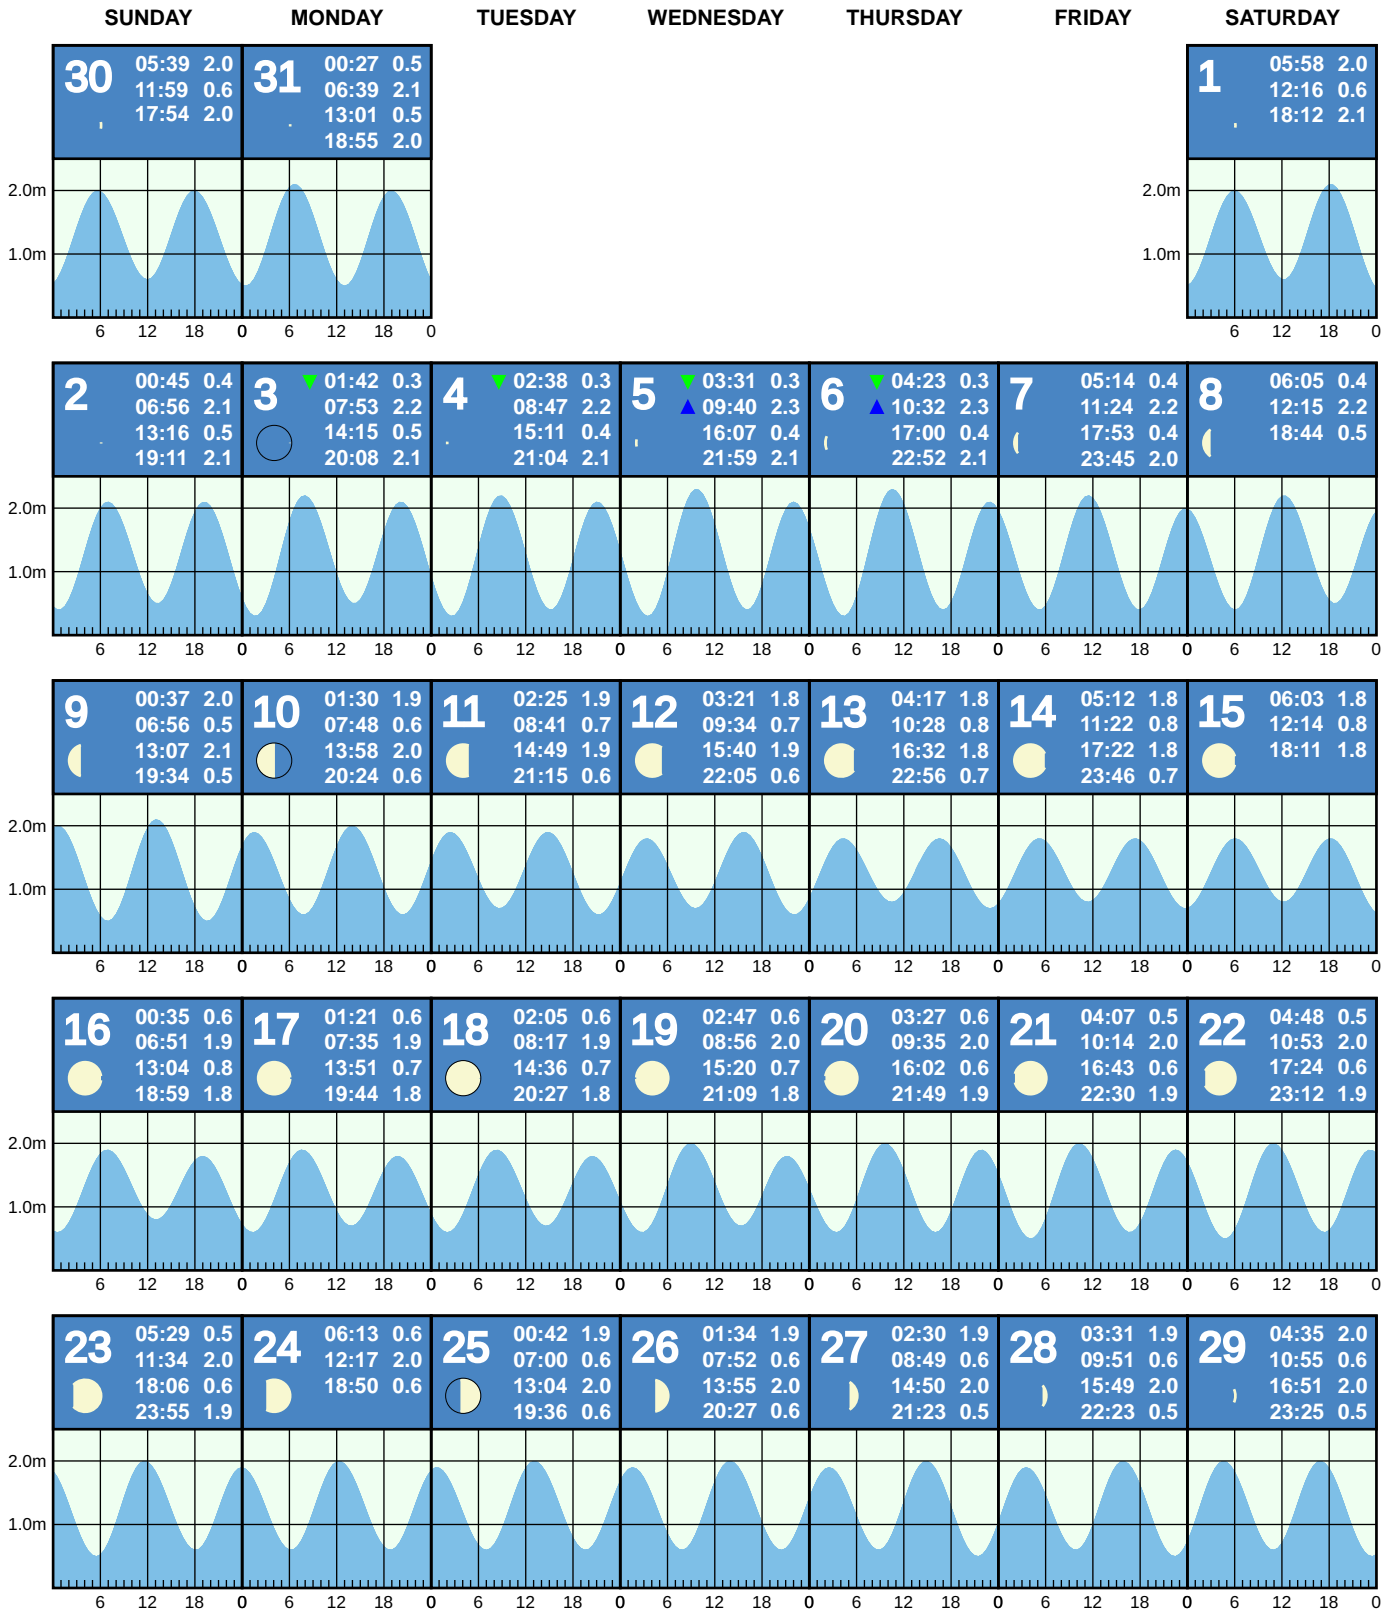 SUNDAY MONDAY TUESDAY WEDNESDAY THURSDAY FRIDAY SATURDAY
30 05:39 2.0
11:59 0.6
17:54 2.0
31 00:27 0.5
06:39 2.1
13:01 0.5
18:55 2.0
1 05:58 2.0
12:16 0.6
18:12 2.1
2.0m 2.0m
1.0m 1.0m
6 12 18 0 6 12 18 0 6 12 18 0
2 00:45 0.4
06:56 2.1
13:16 0.5
19:11 2.1
3 01:42 0.3
07:53 2.2
14:15 0.5
20:08 2.1
4 02:38 0.3
08:47 2.2
15:11 0.4
21:04 2.1
5 03:31 0.3
09:40 2.3
16:07 0.4
21:59 2.1
6 04:23 0.3
10:32 2.3
17:00 0.4
22:52 2.1
7 05:14 0.4
11:24 2.2
17:53 0.4
23:45 2.0
8 06:05 0.4
12:15 2.2
18:44 0.5
2.0m
1.0m
6 12 18 0 6 12 18 0 6 12 18 0 6 12 18 0 6 12 18 0 6 12 18 0 6 12 18 0
9 00:37 2.0
06:56 0.5
13:07 2.1
19:34 0.5
10 01:30 1.9
07:48 0.6
13:58 2.0
20:24 0.6
11 02:25 1.9
08:41 0.7
14:49 1.9
21:15 0.6
12 03:21 1.8
09:34 0.7
15:40 1.9
22:05 0.6
13 04:17 1.8
10:28 0.8
16:32 1.8
22:56 0.7
14 05:12 1.8
11:22 0.8
17:22 1.8
23:46 0.7
15 06:03 1.8
12:14 0.8
18:11 1.8
2.0m
1.0m
6 12 18 0 6 12 18 0 6 12 18 0 6 12 18 0 6 12 18 0 6 12 18 0 6 12 18 0
16 00:35 0.6
06:51 1.9
13:04 0.8
18:59 1.8
17 01:21 0.6
07:35 1.9
13:51 0.7
19:44 1.8
18 02:05 0.6
08:17 1.9
14:36 0.7
20:27 1.8
19 02:47 0.6
08:56 2.0
15:20 0.7
21:09 1.8
20 03:27 0.6
09:35 2.0
16:02 0.6
21:49 1.9
21 04:07 0.5
10:14 2.0
16:43 0.6
22:30 1.9
22 04:48 0.5
10:53 2.0
17:24 0.6
23:12 1.9
2.0m
1.0m
6 12 18 0 6 12 18 0 6 12 18 0 6 12 18 0 6 12 18 0 6 12 18 0 6 12 18 0
23 05:29 0.5
11:34 2.0
18:06 0.6
23:55 1.9
24 06:13 0.6
12:17 2.0
18:50 0.6
25 00:42 1.9
07:00 0.6
13:04 2.0
19:36 0.6
26 01:34 1.9
07:52 0.6
13:55 2.0
20:27 0.6
27 02:30 1.9
08:49 0.6
14:50 2.0
21:23 0.5
28 03:31 1.9
09:51 0.6
15:49 2.0
22:23 0.5
29 04:35 2.0
10:55 0.6
16:51 2.0
23:25 0.5
2.0m
1.0m
6 12 18 0 6 12 18 0 6 12 18 0 6 12 18 0 6 12 18 0 6 12 18 0 6 12 18 0